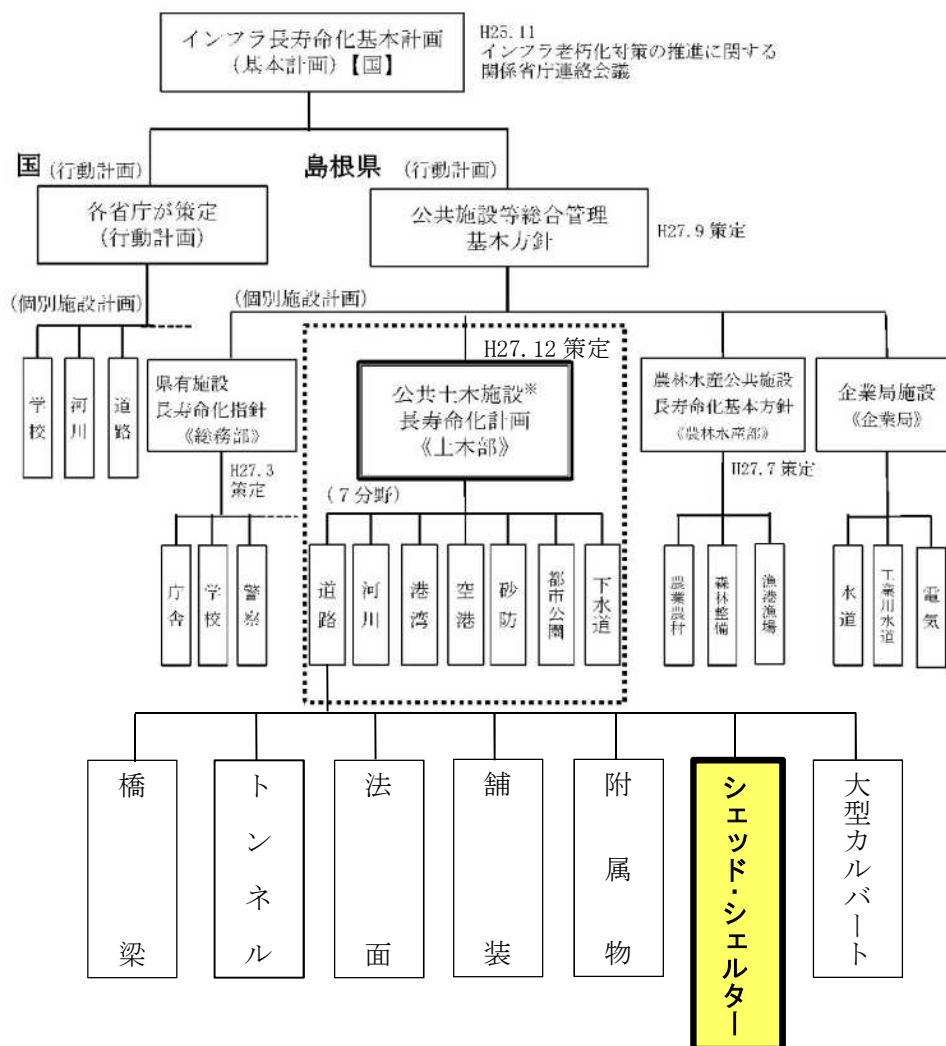 インフラ長寿命化基本計画
(基本計画)【国】
H25.11
インフラ老朽化対策の推進に関する
関係省庁連絡会議
国 (行動計画)
島根県 (行動計画)
各省庁が策定
(行動計画)
公共施設等総合管理
基本方針
H27.9 策定
(個別施設計画)
(個別施設計画)
学校
河川
道路
県有施設
長寿命化指針
《総務部》
H27.3
策定
H27.12 策定
公共土木施設※
長寿命化計画
《土木部》
(7分野)
農林水産公共施設
長寿命化基本方針
《農林水産部》
H27.7 策定
企業局施設
《企業局》
庁舎
学校
警察
道路
河川
港湾
空港
砂防
都市公園
下水道
農業農村
森林整備
漁港漁場
水道
工業用水道
電気
橋梁
トンネル
法面
舗装
附属物
シェッド・シェルター
大型カルバート